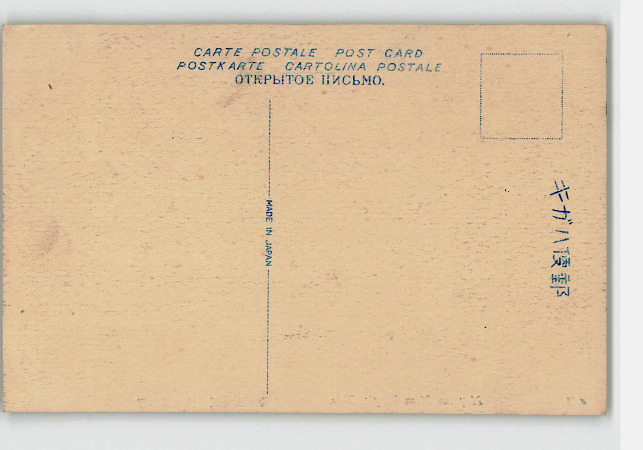 CARTE POSTALE POST CARD
POSTKARTE CARTOLINA POSTALE
ОТКРЫТОЕ ПИСЬМО.
MADE IN JAPAN
郵便ハガキ